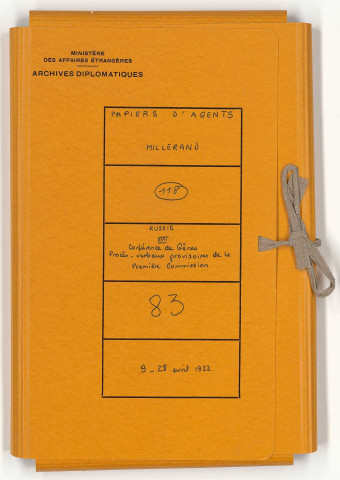 MINISTÈRE
DES AFFAIRES ÉTRANGÈRES
ARCHIVES DIPLOMATIQUES
PAPIERS D'AGENTS
MILLERAND
118
RUSSIE
Conférence de Gênes
Procès-verbaux provisoires de la
Première Commission
83
9-28 avril 1922